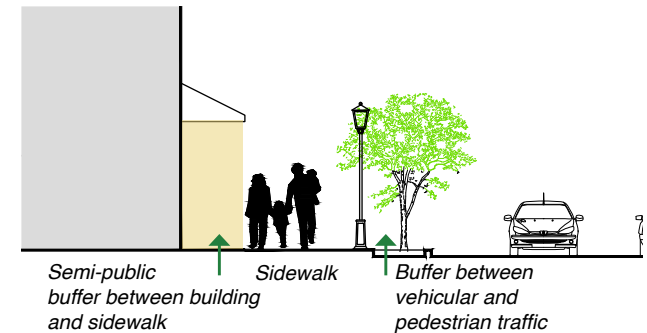 Semi-public
buffer between building
and sidewalk
Sidewalk
Buffer between
vehicular and
pedestrian traffic